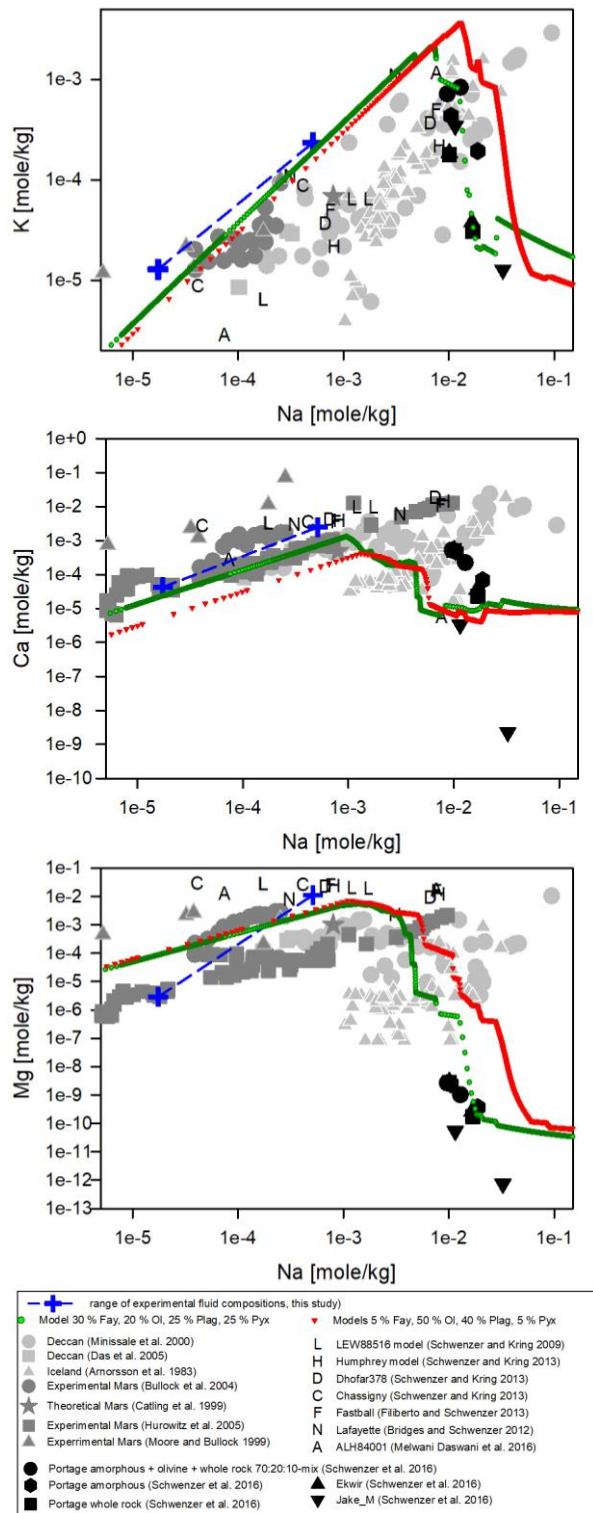 1e-3
1e-4
1e-5
K [mole/kg]
A
N
F
D
H
N
C
L
L
F
D
H
C
L
A
1e-5 1e-4 1e-3 1e-2 1e-1
Na [mole/kg]
1e+0
1e-1
1e-2
1e-3
1e-4
1e-5
1e-6
1e-7
1e-8
1e-9
1e-10
Ca [mole/kg]
C
L
N
C
D
F
H
L
L
N
D
F
H
A
A
1e-5 1e-4 1e-3 1e-2 1e-1
Na [mole/kg]
1e-1
1e-2
1e-3
1e-4
1e-5
1e-6
1e-7
1e-8
1e-9
1e-10
1e-11
1e-12
1e-13
Mg [mole/kg]
C
A
L
N
C
D
F
H
L
L
D
H
1e-5 1e-4 1e-3 1e-2 1e-1
Na [mole/kg]
range of experimental fluid compositions, this study)
Model 30 % Fay, 20 % Ol, 25 % Plag, 25 % Pyx
Models 5 % Fay, 50 % Ol, 40 % Plag, 5 % Pyx
Deccan (Minissale et al. 2000)
Deccan (Das et al. 2005)
Iceland (Arnorsson et al. 1983)
Experimental Mars (Bullock et al. 2004)
Theoretical Mars (Catling et al. 1999)
Experimental Mars (Hurowitz et al. 2005)
Experrimental Mars (Moore and Bullock 1999)
L LEW88516 model (Schwenzer and Kring 2009)
H Humphrey model (Schwenzer and Kring 2013)
D Dhofar378 (Schwenzer and Kring 2013)
C Chassigny (Schwenzer and Kring 2013)
F Fastball (Filiberto and Schwenzer 2013)
N Lafayette (Bridges and Schwenzer 2012)
A ALH84001 (Melwani Daswani et al. 2016)
Portage amorphous + olivine + whole rock 70:20:10-mix (Schwenzer et al. 2016)
Portage amorphous (Schwenzer et al. 2016)
Portage whole rock (Schwenzer et al. 2016)
Ekwir (Schwenzer et al. 2016)
Jake_M (Schwenzer et al. 2016)